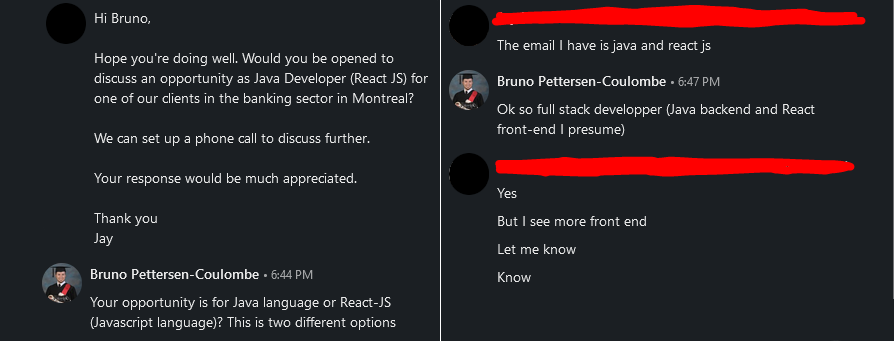 Hi Bruno,
Hope you're doing well. Would you be opened to
discuss an opportunity as Java Developer (React JS) for
one of our clients in the banking sector in Montreal?
We can set up a phone call to discuss further.
Your response would be much appreciated.
Thank you
Jay
Bruno Pettersen-Coulombe • 6:44 PM
Your opportunity is for Java language or React-JS
(Javascript language)? This is two different options
The email I have is java and react js
Bruno Pettersen-Coulombe • 6:47 PM
Ok so full stack developper (Java backend and React
front-end I presume)
Yes
But I see more front end
Let me know
Know